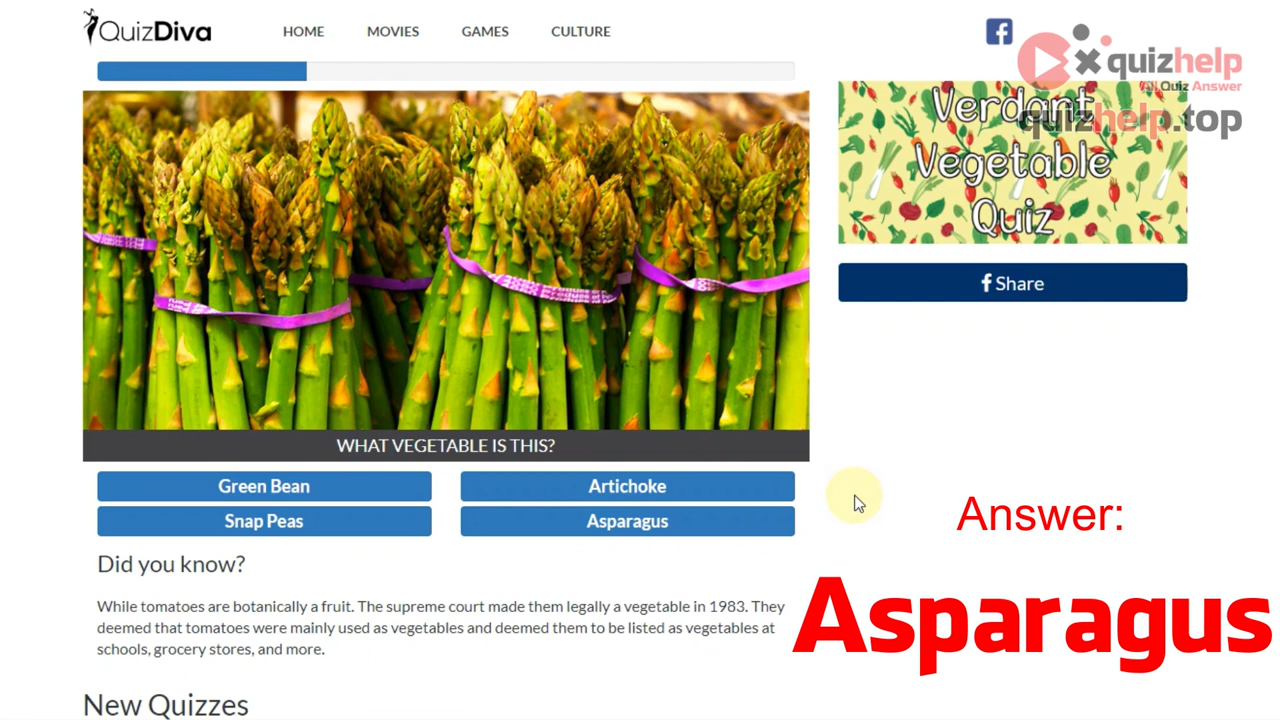 QuizDiva
HOME
MOVIES
GAMES
CULTURE
quizhelp
All Quiz Answer
quizhelp.top
Verdant
Vegetable
Quiz
Share
WHAT VEGETABLE IS THIS?
Green Bean
Artichoke
Snap Peas
Asparagus
Did you know?
While tomatoes are botanically a fruit. The supreme court made them legally a vegetable in 1983. They
deemed that tomatoes were mainly used as vegetables and deemed them to be listed as vegetables at
schools, grocery stores, and more.
Answer:
Asparagus
New Quizzes